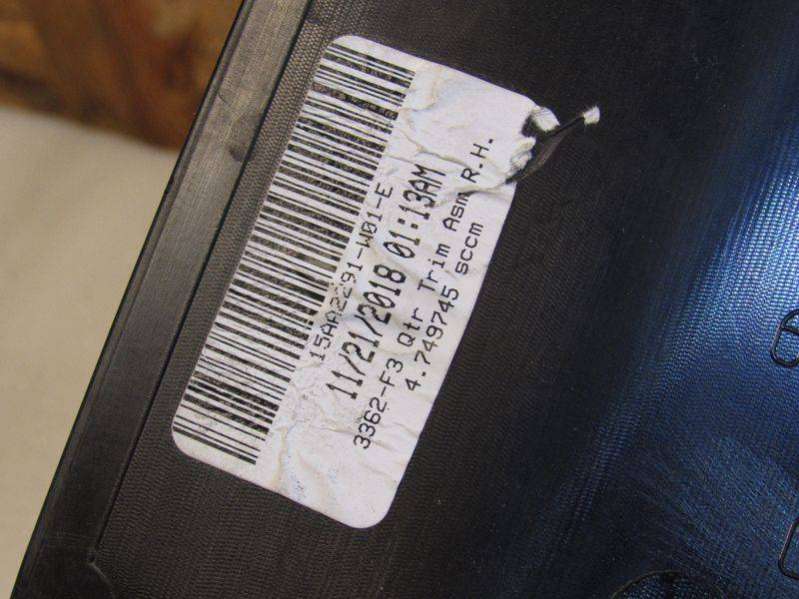 15AA2291-W01-E
11/21/2018 01:13AM
3362-F3 Qtr Trim Asm R.H.
4.749745 sccm